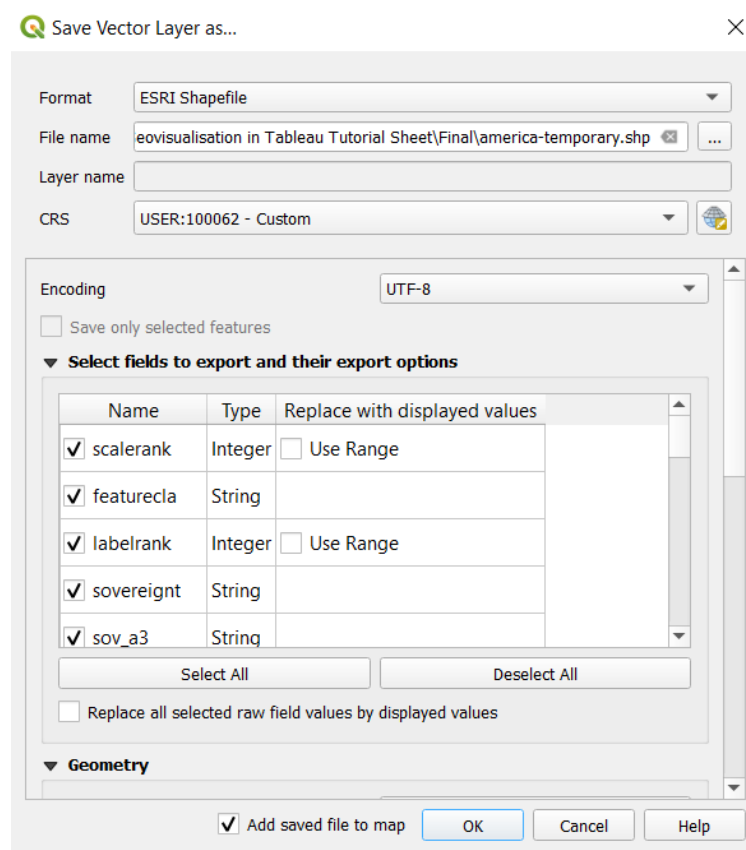 Save Vector Layer as...
Format ESRI Shapefile
File name eovisualisation in Tableau Tutorial Sheet\Final\america-temporary.shp ...
Layer name
CRS USER:100062 - Custom
Encoding UTF-8
Save only selected features
Select fields to export and their export options
Name Type Replace with displayed values
scalerank Integer Use Range
featurecla String
labelrank Integer Use Range
sovereignt String
sov_a3 String
Select All Deselect All
Replace all selected raw field values by displayed values
Geometry
Add saved file to map OK Cancel Help